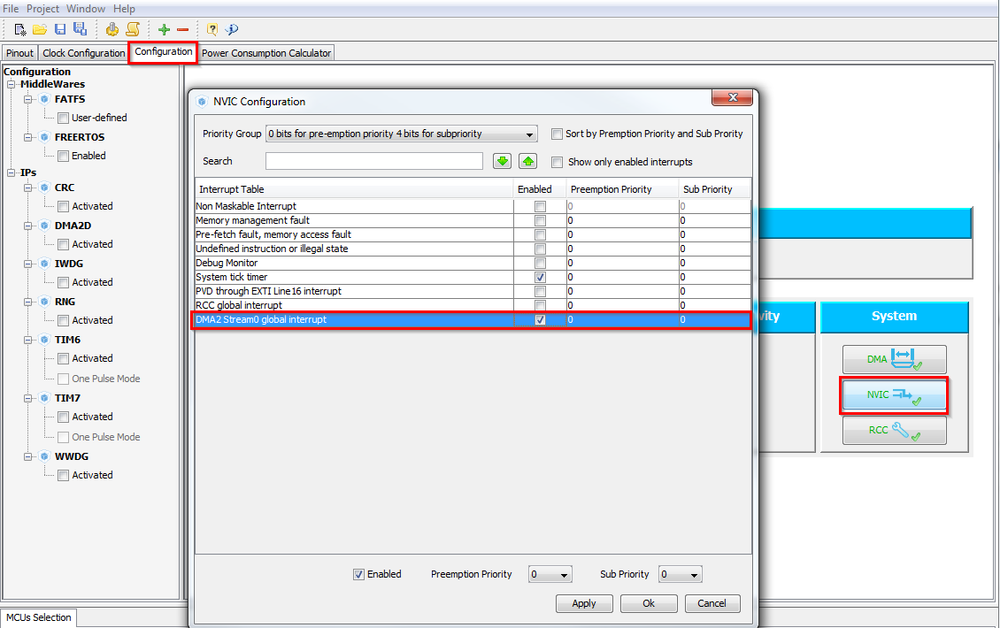 File Project Window Help
Pinout Clock Configuration Configuration Power Consumption Calculator
Configuration
MiddleWares
FATFS
User-defined
FREERTOS
Enabled
IPs
CRC
Activated
DMA2D
Activated
IWDG
Activated
RNG
Activated
TIM6
Activated
One Pulse Mode
TIM7
Activated
One Pulse Mode
WWDG
Activated
NVIC Configuration
Priority Group 0 bits for pre-emption priority 4 bits for subpriority Sort by Premption Priority and Sub Prority
Search Show only enabled interrupts
Interrupt Table Enabled Preemption Priority Sub Priority
Non Maskable Interrupt 0 0
Memory management fault 0 0
Pre-fetch fault, memory access fault 0 0
Undefined instruction or illegal state 0 0
Debug Monitor 0 0
System tick timer 0 0
PVD through EXTI Line16 interrupt 0 0
RCC global interrupt 0 0
DMA2 Stream0 global interrupt 0 0
Enabled Preemption Priority 0 Sub Priority 0
Apply Ok Cancel
vity System
DMA
NVIC
RCC
MCUs Selection